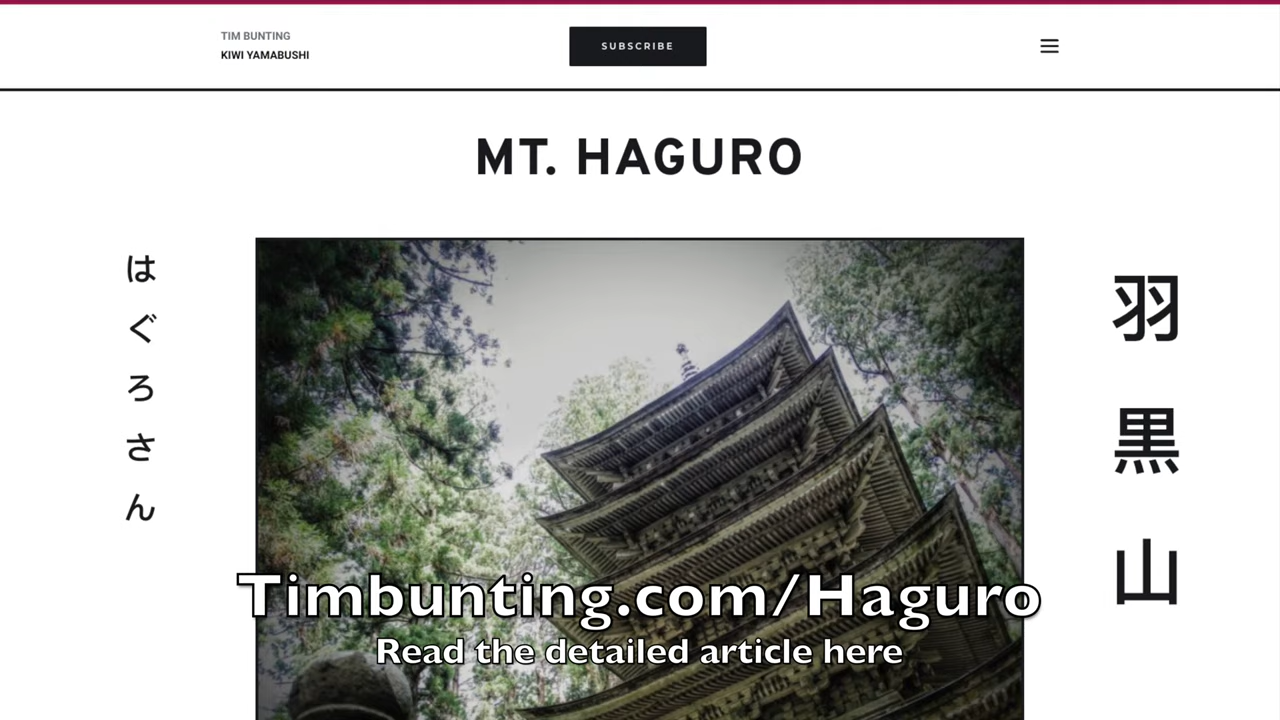 TIM BUNTING
KIWI YAMABUSHI
SUBSCRIBE
MT. HAGURO
はぐろさん
羽黒山
Timbunting.com/Haguro
Read the detailed article here